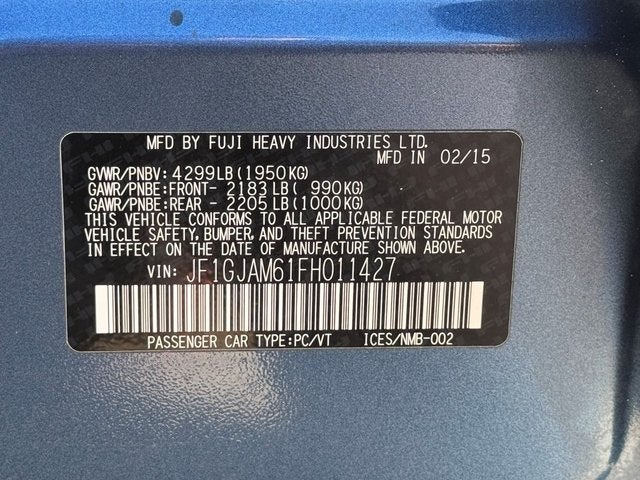 MFD BY FUJI HEAVY INDUSTRIES LTD.
MFD IN 02/15
GVWR/PNBV: 4299LB(1950KG)
GAWR/PNBE:FRONT- 2183LB( 990KG)
GAWR/PNBE:REAR - 2205LB(1000KG)
THIS VEHICLE CONFORMS TO ALL APPLICABLE FEDERAL MOTOR
VEHICLE SAFETY, BUMPER, AND THEFT PREVENTION STANDARDS
IN EFFECT ON THE DATE OF MANUFACTURE SHOWN ABOVE.
VIN: JF1GJAM61FH011427
PASSENGER CAR TYPE:PC/VT ICES/NMB-002